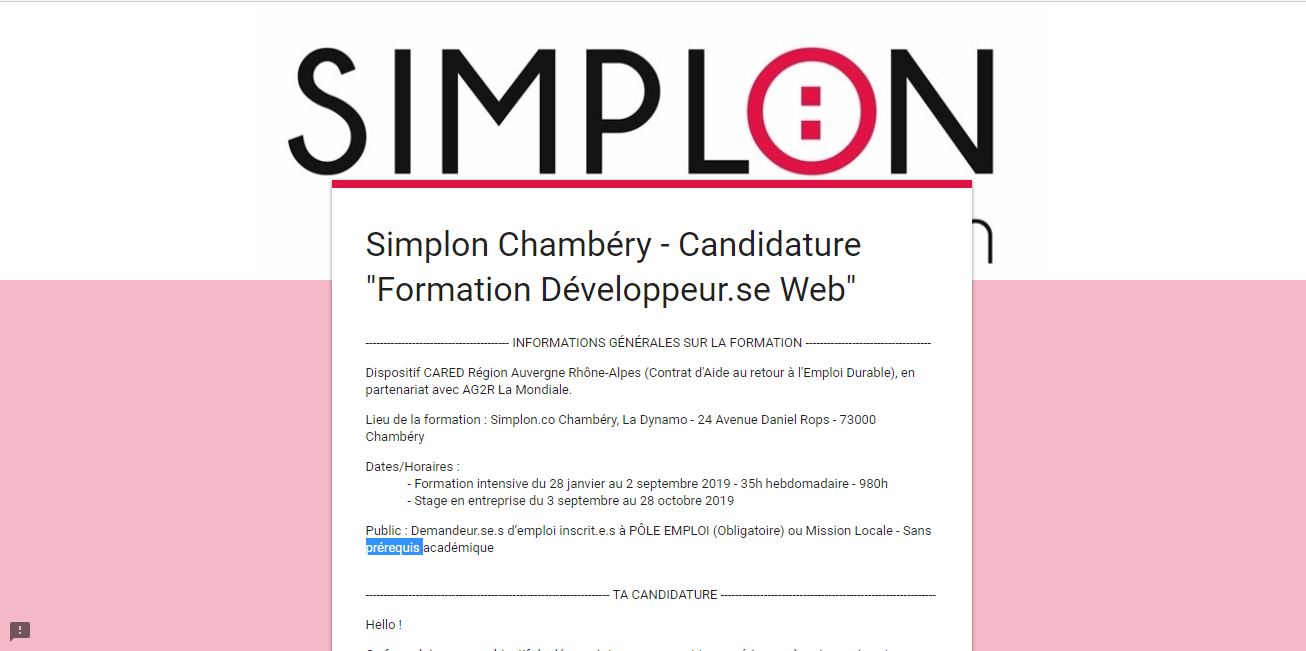 SIMPLON
Simplon Chambéry - Candidature
"Formation Développeur.se Web"
---------------------------------------- INFORMATIONS GÉNÉRALES SUR LA FORMATION -----------------------------------
Dispositif CARED Région Auvergne Rhône-Alpes (Contrat d'Aide au retour à l'Emploi Durable), en
partenariat avec AG2R La Mondiale.
Lieu de la formation : Simplon.co Chambéry, La Dynamo - 24 Avenue Daniel Rops - 73000
Chambéry
Dates/Horaires :
- Formation intensive du 28 janvier au 2 septembre 2019 - 35h hebdomadaire - 980h
- Stage en entreprise du 3 septembre au 28 octobre 2019
Public : Demandeur.se.s d’emploi inscrit.e.s à PÔLE EMPLOI (Obligatoire) ou Mission Locale - Sans
prérequis académique
-------------------------------------------------------------------- TA CANDIDATURE ------------------------------------------------------------
Hello !